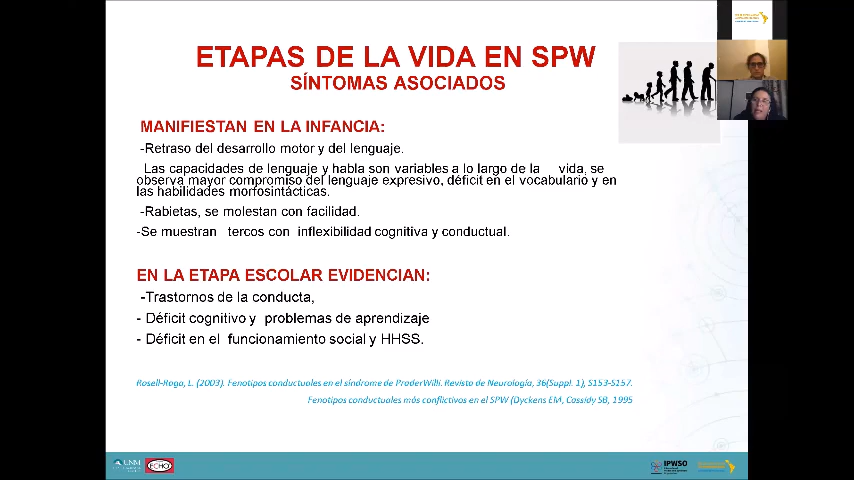 ETAPAS DE LA VIDA EN SPW
SÍNTOMAS ASOCIADOS
MANIFIESTAN EN LA INFANCIA:
-Retraso del desarrollo motor y del lenguaje.
Las capacidades de lenguaje y habla son variables a lo largo de la vida, se
observa mayor compromiso del lenguaje expresivo, déficit en el vocabulario y en
las habilidades morfosintácticas.
-Rabietas, se molestan con facilidad.
-Se muestran tercos con inflexibilidad cognitiva y conductual.
EN LA ETAPA ESCOLAR EVIDENCIAN:
-Trastornos de la conducta,
- Déficit cognitivo y problemas de aprendizaje
- Déficit en el funcionamiento social y HHSS.
Rosell-Raga, L. (2003). Fenotipos conductuales en el síndrome de PraderWilli. Revista de Neurología, 36(Suppl. 1), S153-S157.
Fenotipos conductuales más conflictivos en el SPW (Dyckens EM, Cassidy SB, 1995
UNM
ECHO
IPWSO